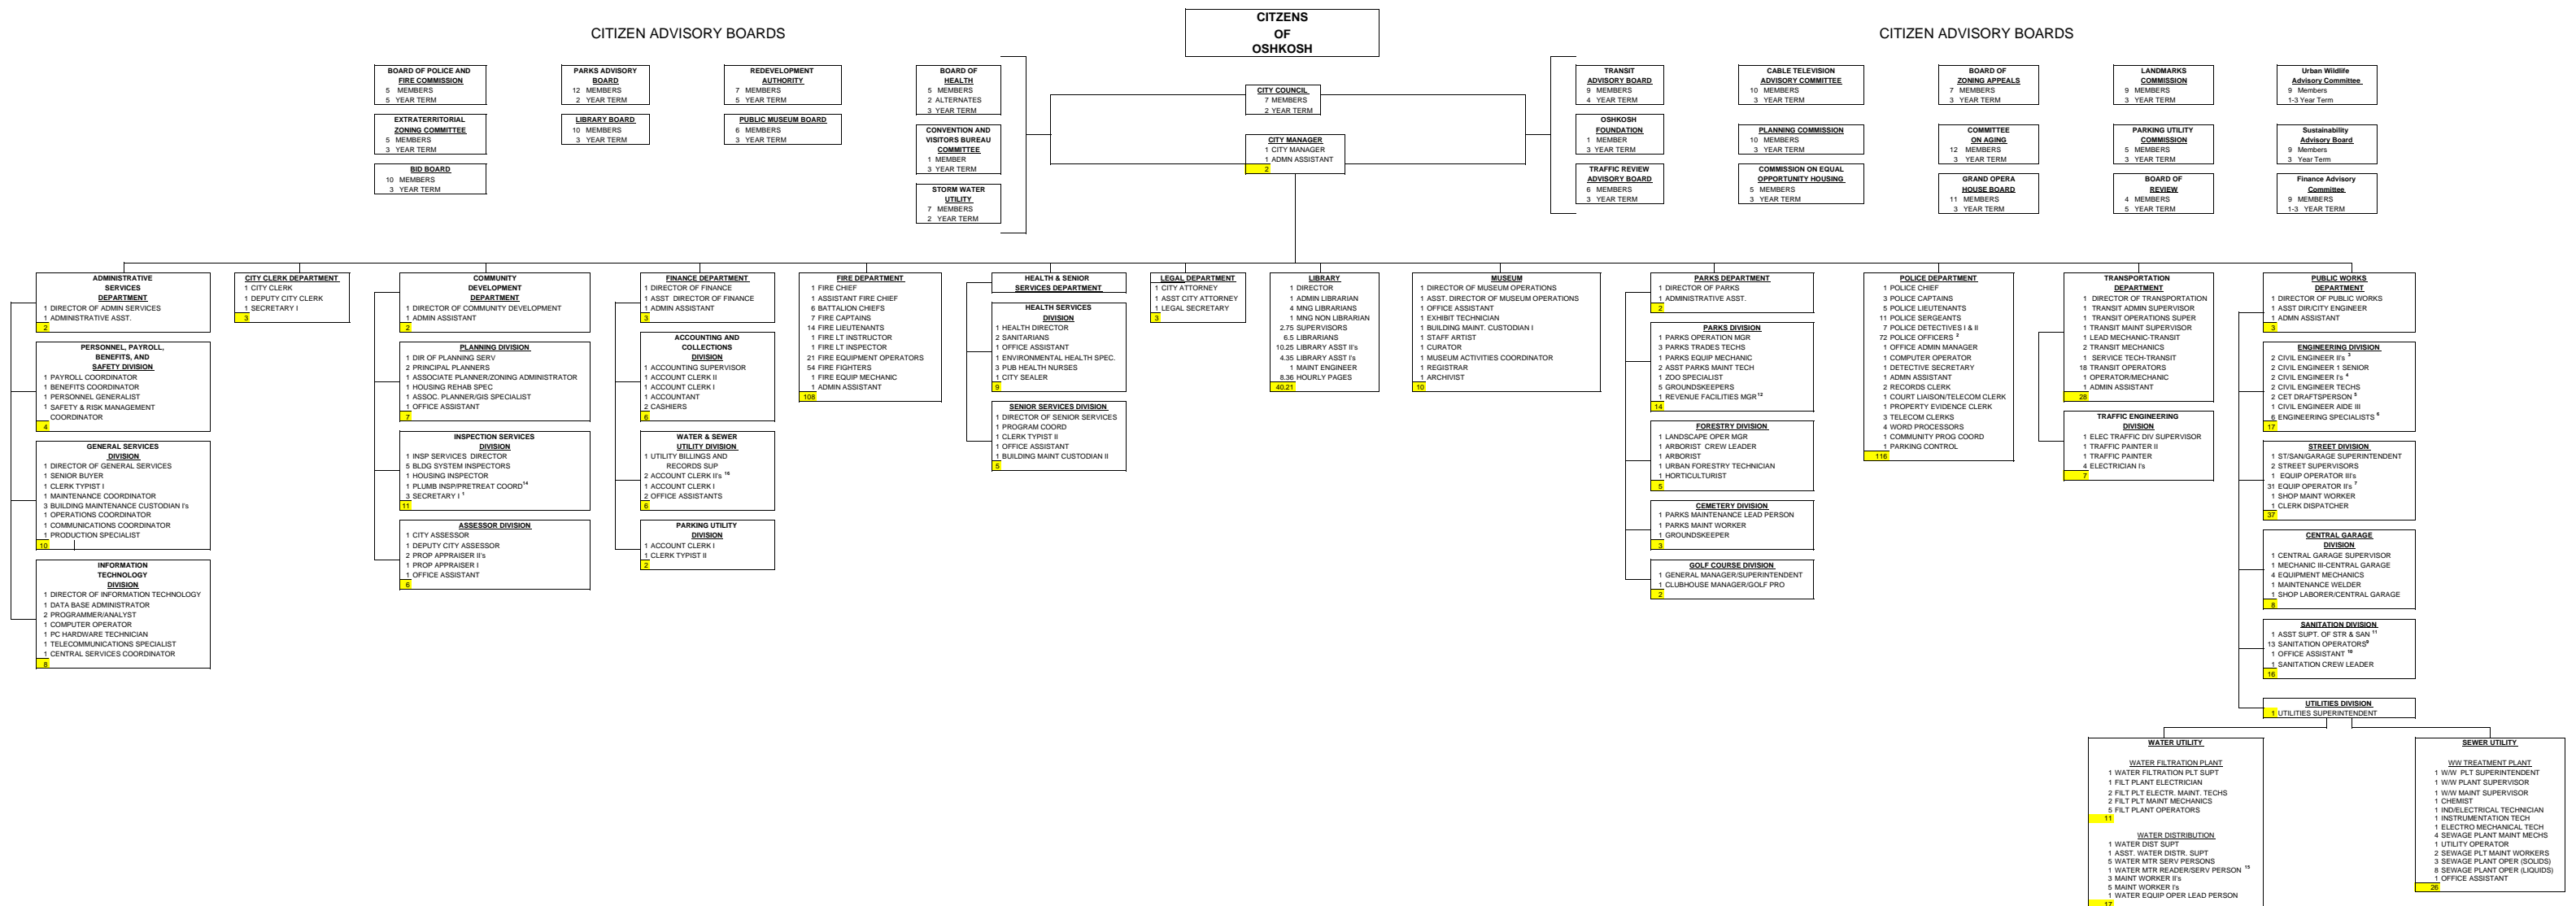 CITZENS
OF
OSHKOSH
CITIZEN ADVISORY BOARDS
CITIZEN ADVISORY BOARDS
BOARD OF POLICE AND
FIRE COMMISSION
5 MEMBERS
5 YEAR TERM
EXTRATERRITORIAL
ZONING COMMITTEE
5 MEMBERS
3 YEAR TERM
BID BOARD
10 MEMBERS
3 YEAR TERM
PARKS ADVISORY
BOARD
12 MEMBERS
2 YEAR TERM
LIBRARY BOARD
10 MEMBERS
3 YEAR TERM
REDEVELOPMENT
AUTHORITY
7 MEMBERS
5 YEAR TERM
PUBLIC MUSEUM BOARD
6 MEMBERS
3 YEAR TERM
BOARD OF
HEALTH
5 MEMBERS
2 ALTERNATES
3 YEAR TERM
CONVENTION AND
VISITORS BUREAU
COMMITTEE
1 MEMBER
3 YEAR TERM
STORM WATER
UTILITY
7 MEMBERS
2 YEAR TERM
CITY COUNCIL
7 MEMBERS
2 YEAR TERM
CITY MANAGER
1 CITY MANAGER
1 ADMN ASSISTANT
2
TRANSIT
ADVISORY BOARD
9 MEMBERS
4 YEAR TERM
OSHKOSH
FOUNDATION
1 MEMBER
3 YEAR TERM
TRAFFIC REVIEW
ADVISORY BOARD
6 MEMBERS
3 YEAR TERM
CABLE TELEVISION
ADVISORY COMMITTEE
10 MEMBERS
3 YEAR TERM
PLANNING COMMISSION
10 MEMBERS
3 YEAR TERM
COMMISSION ON EQUAL
OPPORTUNITY HOUSING
5 MEMBERS
3 YEAR TERM
BOARD OF
ZONING APPEALS
7 MEMBERS
3 YEAR TERM
COMMITTEE
ON AGING
12 MEMBERS
3 YEAR TERM
GRAND OPERA
HOUSE BOARD
11 MEMBERS
3 YEAR TERM
LANDMARKS
COMMISSION
9 MEMBERS
3 YEAR TERM
PARKING UTILITY
COMMISSION
5 MEMBERS
3 YEAR TERM
BOARD OF
REVIEW
4 MEMBERS
5 YEAR TERM
Urban Wildlife
Advisory Committee
9 Members
1-3 Year Term
Sustainability
Advisory Board
9 Members
3 Year Term
Finance Advisory
Committee
9 MEMBERS
1-3 YEAR TERM
ADMINISTRATIVE
SERVICES
DEPARTMENT
1 DIRECTOR OF ADMIN SERVICES
1 ADMINISTRATIVE ASST.
2
PERSONNEL, PAYROLL,
BENEFITS, AND
SAFETY DIVISION
1 PAYROLL COORDINATOR
1 BENEFITS COORDINATOR
1 PERSONNEL GENERALIST
1 SAFETY & RISK MANAGEMENT
COORDINATOR
4
GENERAL SERVICES
DIVISION
1 DIRECTOR OF GENERAL SERVICES
1 SENIOR BUYER
1 CLERK TYPIST I
1 MAINTENANCE COORDINATOR
3 BUILDING MAINTENANCE CUSTODIAN I's
1 OPERATIONS COORDINATOR
1 COMMUNICATIONS COORDINATOR
1 PRODUCTION SPECIALIST
10
INFORMATION
TECHNOLOGY
DIVISION
1 DIRECTOR OF INFORMATION TECHNOLOGY
1 DATA BASE ADMINISTRATOR
2 PROGRAMMER/ANALYST
1 COMPUTER OPERATOR
1 PC HARDWARE TECHNICIAN
1 TELECOMMUNICATIONS SPECIALIST
1 CENTRAL SERVICES COORDINATOR
8
CITY CLERK DEPARTMENT
1 CITY CLERK
1 DEPUTY CITY CLERK
1 SECRETARY I
3
COMMUNITY
DEVELOPMENT
DEPARTMENT
1 DIRECTOR OF COMMUNITY DEVELOPMENT
1 ADMIN ASSISTANT
2
PLANNING DIVISION
1 DIR OF PLANNING SERV
2 PRINCIPAL PLANNERS
1 ASSOCIATE PLANNER/ZONING ADMINISTRATOR
1 HOUSING REHAB SPEC
1 ASSOC. PLANNER/GIS SPECIALIST
1 OFFICE ASSISTANT
7
INSPECTION SERVICES
DIVISION
1 INSP SERVICES DIRECTOR
5 BLDG SYSTEM INSPECTORS
1 HOUSING INSPECTOR
1 PLUMB INSP/PRETREAT COORD14
3 SECRETARY I 1
11
ASSESSOR DIVISION
1 CITY ASSESSOR
1 DEPUTY CITY ASSESSOR
2 PROP APPRAISER II's
1 PROP APPRAISER I
1 OFFICE ASSISTANT
6
FINANCE DEPARTMENT
1 DIRECTOR OF FINANCE
1 ASST DIRECTOR OF FINANCE
1 ADMIN ASSISTANT
3
ACCOUNTING AND
COLLECTIONS
DIVISION
1 ACCOUNTING SUPERVISOR
1 ACCOUNT CLERK II
1 ACCOUNT CLERK I
1 ACCOUNTANT
2 CASHIERS
6
WATER & SEWER
UTILITY DIVISION
1 UTILITY BILLINGS AND
RECORDS SUP
2 ACCOUNT CLERK II's 16
1 ACCOUNT CLERK I
2 OFFICE ASSISTANTS
6
PARKING UTILITY
DIVISION
1 ACCOUNT CLERK I
1 CLERK TYPIST II
2
FIRE DEPARTMENT
1 FIRE CHIEF
1 ASSISTANT FIRE CHIEF
6 BATTALION CHIEFS
7 FIRE CAPTAINS
14 FIRE LIEUTENANTS
1 FIRE LT INSTRUCTOR
1 FIRE LT INSPECTOR
21 FIRE EQUIPMENT OPERATORS
54 FIRE FIGHTERS
1 FIRE EQUIP MECHANIC
1 ADMIN ASSISTANT
108
HEALTH & SENIOR
SERVICES DEPARTMENT
HEALTH SERVICES
DIVISION
1 HEALTH DIRECTOR
2 SANITARIANS
1 OFFICE ASSISTANT
1 ENVIRONMENTAL HEALTH SPEC.
3 PUB HEALTH NURSES
1 CITY SEALER
9
SENIOR SERVICES DIVISION
1 DIRECTOR OF SENIOR SERVICES
1 PROGRAM COORD
1 CLERK TYPIST II
1 OFFICE ASSISTANT
1 BUILDING MAINT CUSTODIAN II
5
LEGAL DEPARTMENT
1 CITY ATTORNEY
1 ASST CITY ATTORNEY
1 LEGAL SECRETARY
3
LIBRARY
1 DIRECTOR
1 ADMIN LIBRARIAN
4 MNG LIBRARIANS
1 MNG NON LIBRARIAN
2.75 SUPERVISORS
6.5 LIBRARIANS
10.25 LIBRARY ASST II's
4.35 LIBRARY ASST I's
1 MAINT ENGINEER
8.36 HOURLY PAGES
40.21
MUSEUM
1 DIRECTOR OF MUSEUM OPERATIONS
1 ASST. DIRECTOR OF MUSEUM OPERATIONS
1 OFFICE ASSISTANT
1 EXHIBIT TECHNICIAN
1 BUILDING MAINT. CUSTODIAN I
1 STAFF ARTIST
1 CURATOR
1 MUSEUM ACTIVITIES COORDINATOR
1 REGISTRAR
1 ARCHIVIST
10
PARKS DEPARTMENT
1 DIRECTOR OF PARKS
1 ADMINISTRATIVE ASST.
2
PARKS DIVISION
1 PARKS OPERATION MGR
3 PARKS TRADES TECHS
1 PARKS EQUIP MECHANIC
2 ASST PARKS MAINT TECH
1 ZOO SPECIALIST
5 GROUNDSKEEPERS
1 REVENUE FACILITIES MGR12
14
FORESTRY DIVISION
1 LANDSCAPE OPER MGR
1 ARBORIST CREW LEADER
1 ARBORIST
1 URBAN FORESTRY TECHNICIAN
1 HORTICULTURIST
5
CEMETERY DIVISION
1 PARKS MAINTENANCE LEAD PERSON
1 PARKS MAINT WORKER
1 GROUNDSKEEPER
3
GOLF COURSE DIVISION
1 GENERAL MANAGER/SUPERINTENDENT
1 CLUBHOUSE MANAGER/GOLF PRO
2
POLICE DEPARTMENT
1 POLICE CHIEF
3 POLICE CAPTAINS
5 POLICE LIEUTENANTS
11 POLICE SERGEANTS
7 POLICE DETECTIVES I & II
72 POLICE OFFICERS 2
1 OFFICE ADMIN MANAGER
1 COMPUTER OPERATOR
1 DETECTIVE SECRETARY
1 ADMN ASSISTANT
2 RECORDS CLERK
1 COURT LIAISON/TELECOM CLERK
1 PROPERTY EVIDENCE CLERK
3 TELECOM CLERKS
4 WORD PROCESSORS
1 COMMUNITY PROG COORD
1 PARKING CONTROL
116
TRANSPORTATION
DEPARTMENT
1 DIRECTOR OF TRANSPORTATION
1 TRANSIT ADMIN SUPERVISOR
1 TRANSIT OPERATIONS SUPER
1 TRANSIT MAINT SUPERVISOR
1 LEAD MECHANIC-TRANSIT
2 TRANSIT MECHANICS
1 SERVICE TECH-TRANSIT
18 TRANSIT OPERATORS
1 OPERATOR/MECHANIC
1 ADMIN ASSISTANT
28
TRAFFIC ENGINEERING
DIVISION
1 ELEC TRAFFIC DIV SUPERVISOR
1 TRAFFIC PAINTER II
1 TRAFFIC PAINTER
4 ELECTRICIAN I's
7
PUBLIC WORKS
DEPARTMENT
1 DIRECTOR OF PUBLIC WORKS
1 ASST DIR/CITY ENGINEER
1 ADMN ASSISTANT
3
ENGINEERING DIVISION
2 CIVIL ENGINEER II's 3
2 CIVIL ENGINEER 1 SENIOR
2 CIVIL ENGINEER I's 4
2 CIVIL ENGINEER TECHS
2 CET DRAFTSPERSON 5
1 CIVIL ENGINEER AIDE III
6 ENGINEERING SPECIALISTS 6
17
STREET DIVISION
1 ST/SAN/GARAGE SUPERINTENDENT
2 STREET SUPERVISORS
1 EQUIP OPERATOR III's
31 EQUIP OPERATOR II's 7
1 SHOP MAINT WORKER
1 CLERK DISPATCHER
37
CENTRAL GARAGE
DIVISION
1 CENTRAL GARAGE SUPERVISOR
1 MECHANIC III-CENTRAL GARAGE
4 EQUIPMENT MECHANICS
1 MAINTENANCE WELDER
1 SHOP LABORER/CENTRAL GARAGE
8
SANITATION DIVISION
1 ASST SUPT. OF STR & SAN 11
13 SANITATION OPERATORS9
1 OFFICE ASSISTANT 10
1 SANITATION CREW LEADER
16
UTILITIES DIVISION
1 UTILITIES SUPERINTENDENT
WATER UTILITY
WATER FILTRATION PLANT
1 WATER FILTRATION PLT SUPT
1 FILT PLANT ELECTRICIAN
2 FILT PLT ELECTR. MAINT. TECHS
2 FILT PLT MAINT MECHANICS
5 FILT PLANT OPERATORS
11
WATER DISTRIBUTION
1 WATER DIST SUPT
1 ASST. WATER DISTR. SUPT
5 WATER MTR SERV PERSONS
1 WATER MTR READER/SERV PERSON 15
3 MAINT WORKER II's
5 MAINT WORKER I's
1 WATER EQUIP OPER LEAD PERSON
17
SEWER UTILITY
WW TREATMENT PLANT
1 W/W PLT SUPERINTENDENT
1 W/W PLANT SUPERVISOR
1 W/W MAINT SUPERVISOR
1 CHEMIST
1 IND/ELECTRICAL TECHNICIAN
1 INSTRUMENTATION TECH
1 ELECTRO MECHANICAL TECH
4 SEWAGE PLANT MAINT MECHS
1 UTILITY OPERATOR
2 SEWAGE PLT MAINT WORKERS
3 SEWAGE PLANT OPER (SOLIDS)
8 SEWAGE PLANT OPER (LIQUIDS)
1 OFFICE ASSISTANT
26